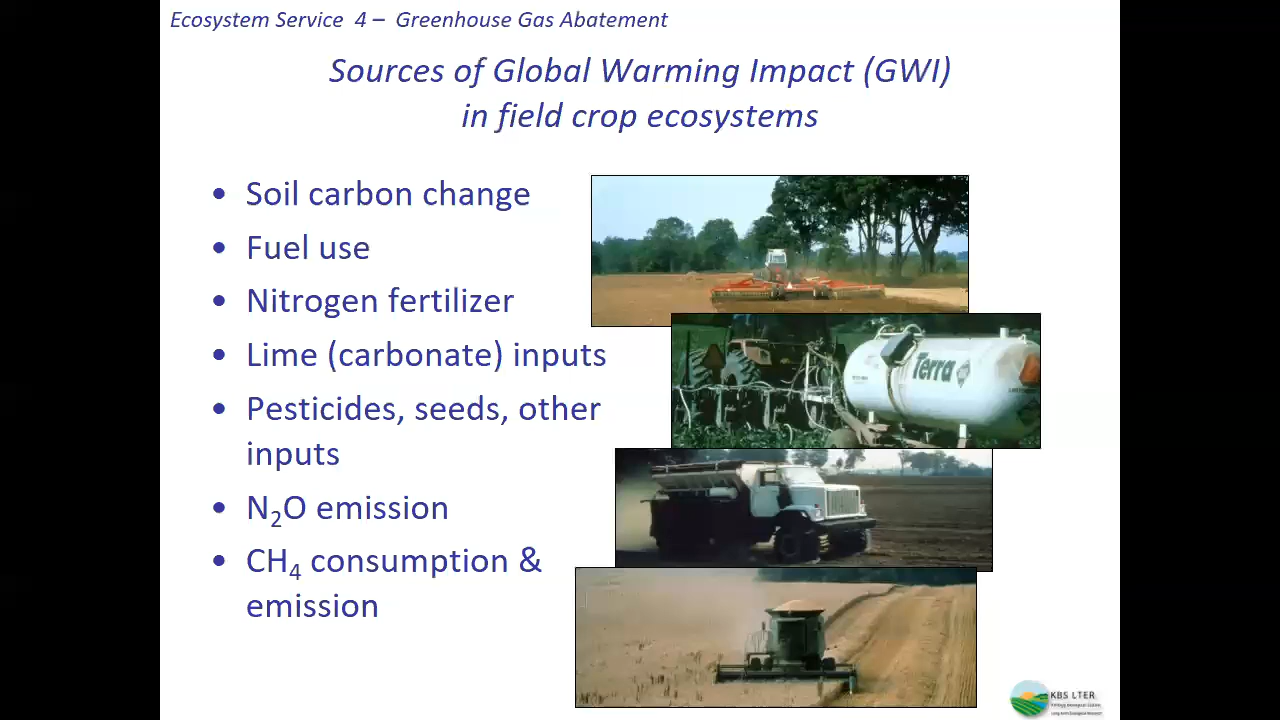 Ecosystem Service 4 – Greenhouse Gas Abatement
Sources of Global Warming Impact (GWI)
in field crop ecosystems
• Soil carbon change
• Fuel use
• Nitrogen fertilizer
• Lime (carbonate) inputs
• Pesticides, seeds, other
inputs
• N₂O emission
• CH₄ consumption &
emission
Terra
KBS LTER